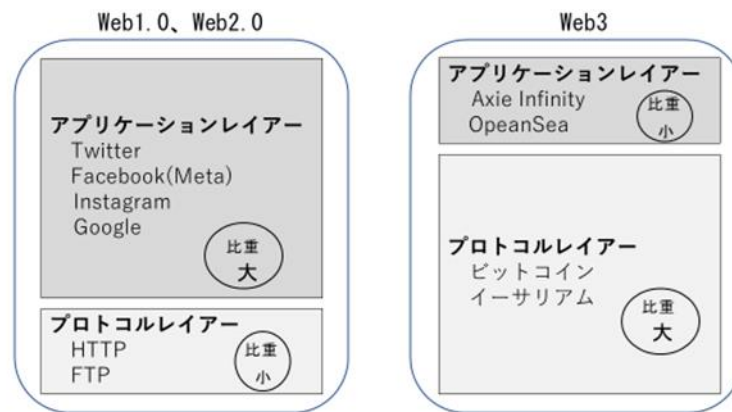 Web1.0、Web2.0
アプリケーションレイアー
Twitter
Facebook(Meta)
Instagram
Google
比重
大
プロトコルレイアー
HTTP
FTP
比重
小
Web3
アプリケーションレイアー
Axie Infinity
OpeanSea
比重
小
プロトコルレイアー
ビットコイン
イーサリアム
比重
大